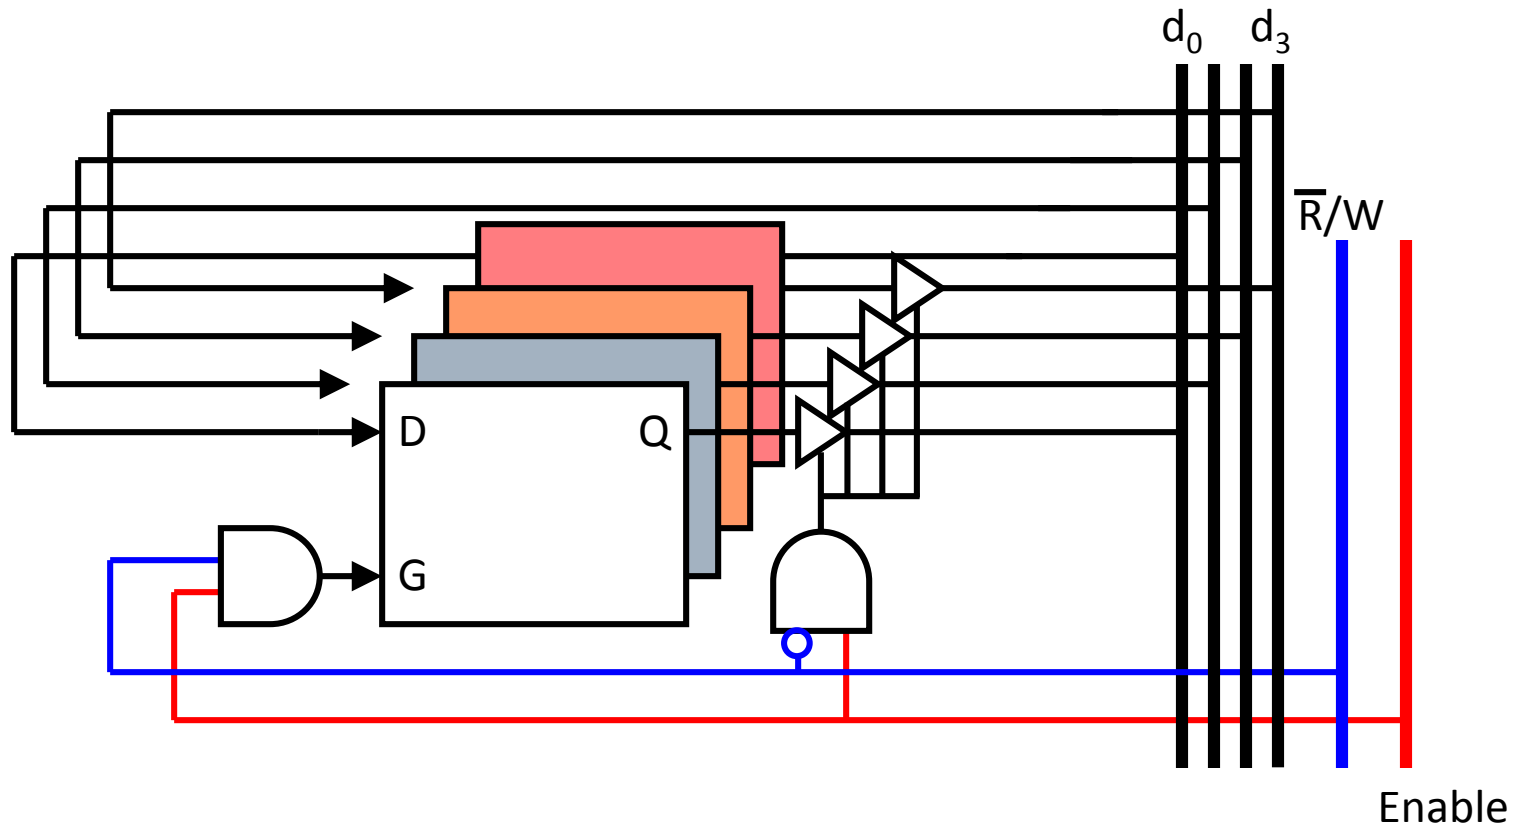 d₀ d₃
R̅/W
D Q
G
Enable